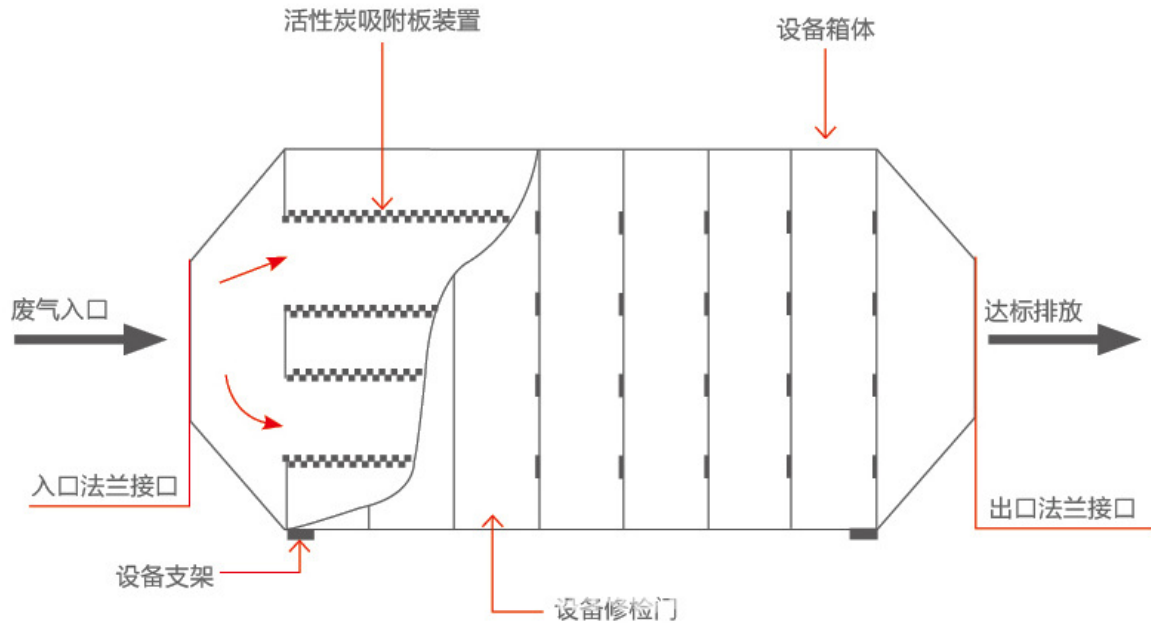 活性炭吸附板装置
设备箱体
废气入口
达标排放
入口法兰接口
出口法兰接口
设备支架
设备修检门